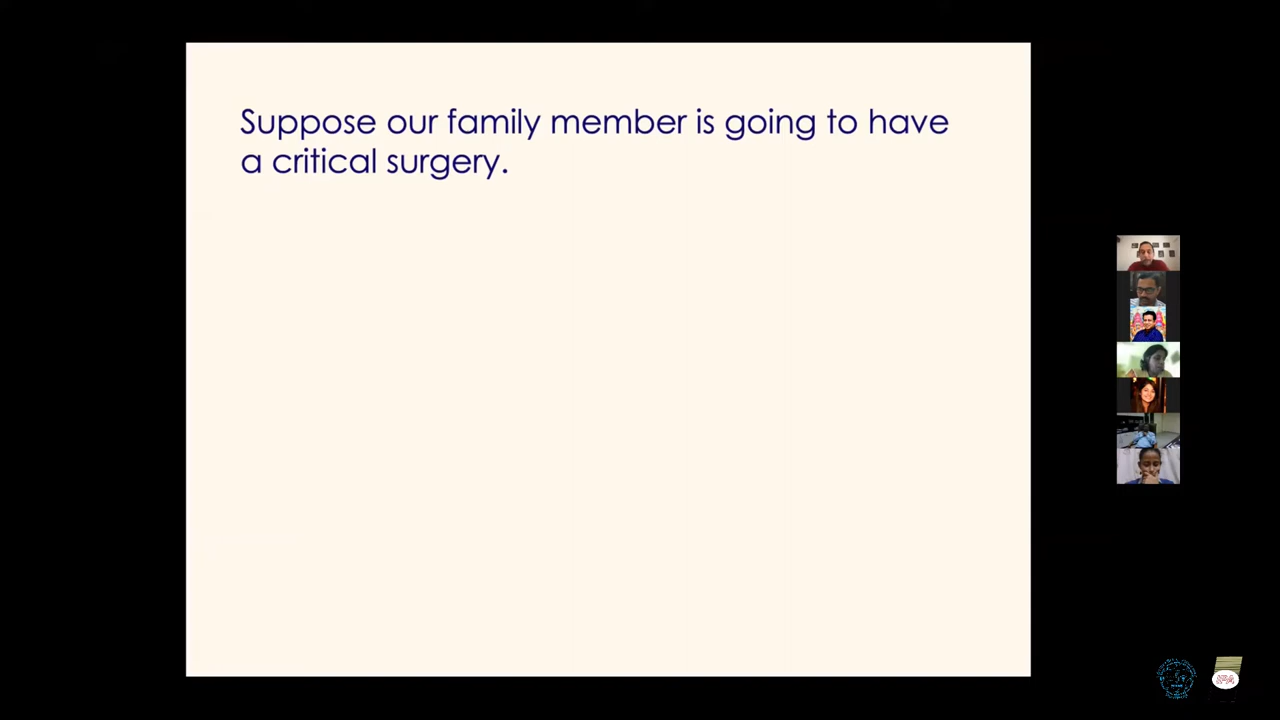 Suppose our family member is going to have
a critical surgery.